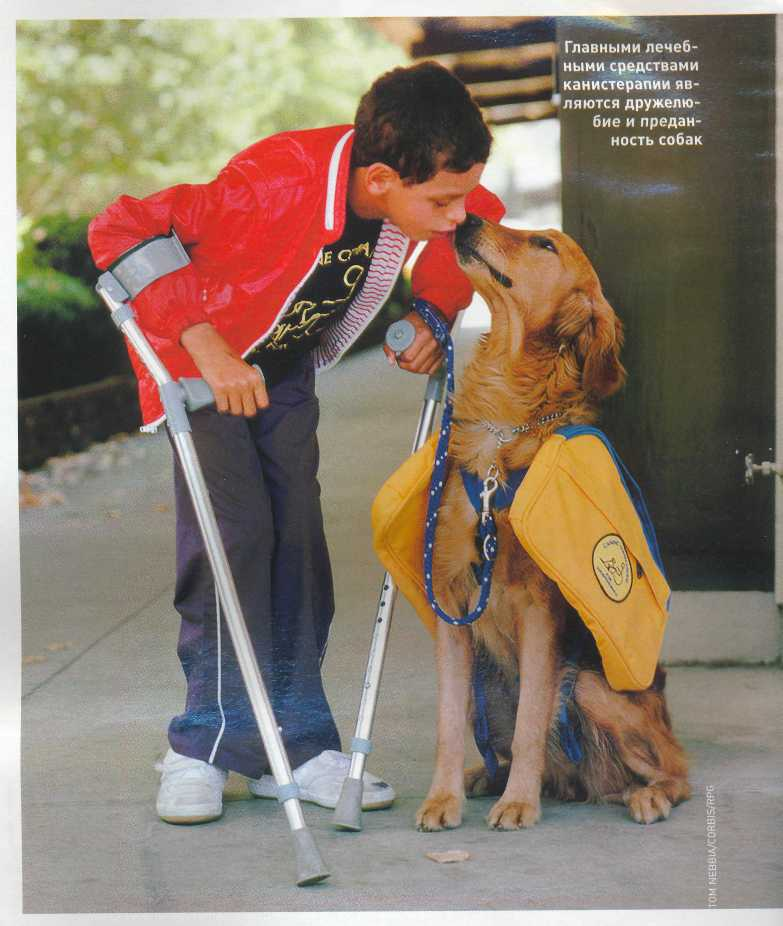 Главными лечеб-
ными средствами
канистерапии яв-
ляются дружелю-
бие и предан-
ность собак
TOM NEBBIA/CORBIS/RPG